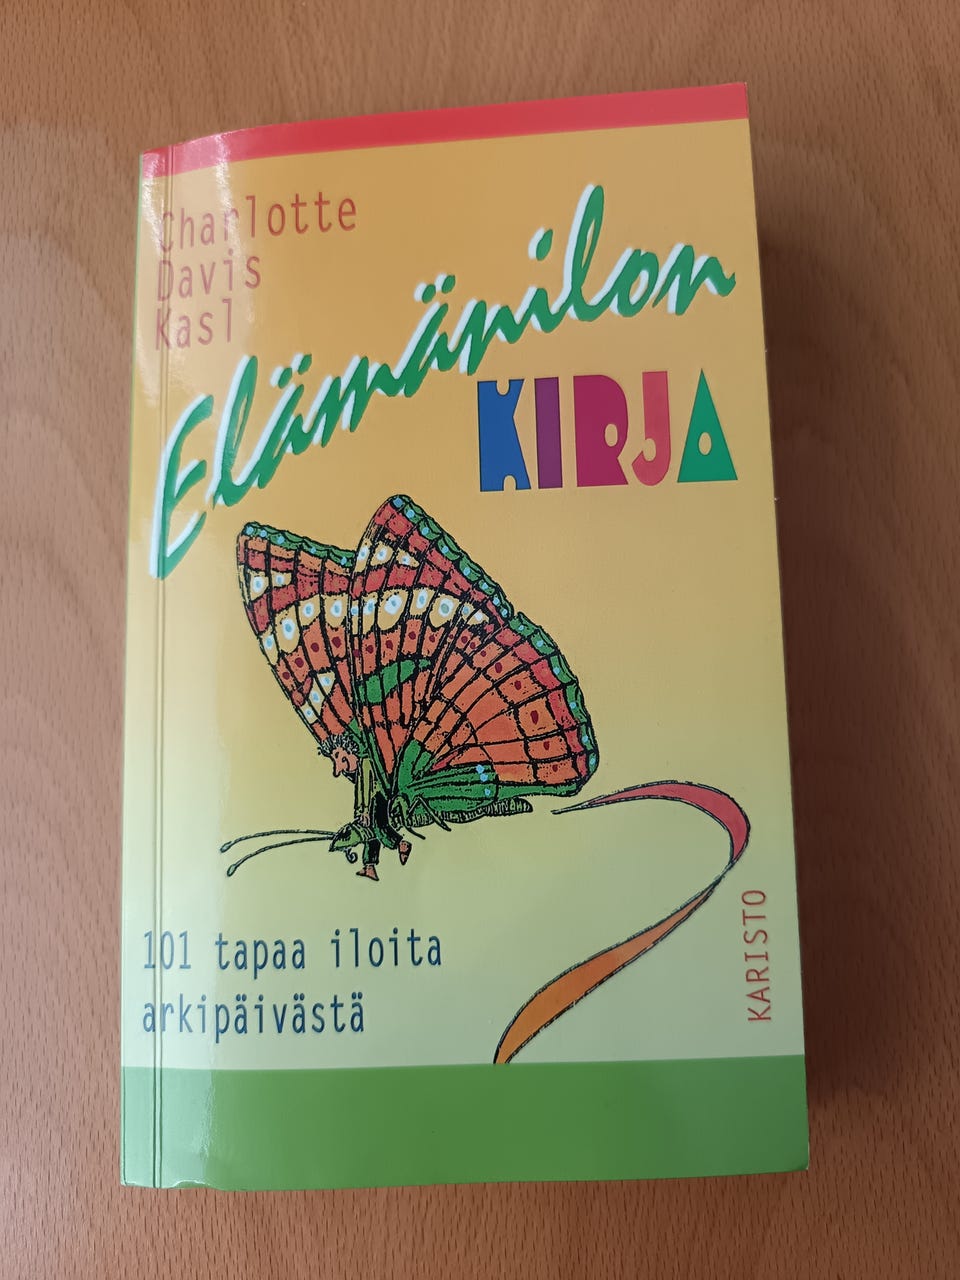 Charlotte
Davis
Kasl
Elämänilon
KIRJA
101 tapaa iloita
arkipäivästä
KARISTO